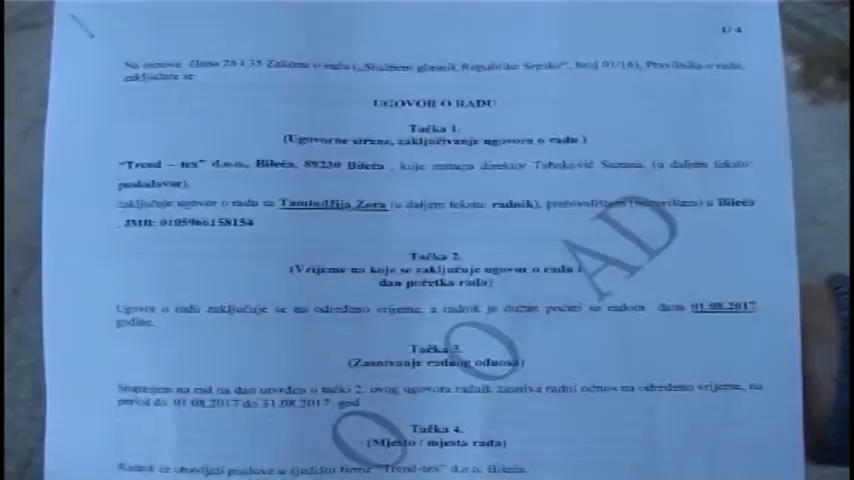 1/4
Na osnovu člana 26 i 35 Zakona o radu („Službeni glasnik Republike Srpske“, broj 01/16), Pravilnika o radu,
zaključuje se
UGOVOR O RADU
Tačka 1.
(Ugovorne strane, zaključivanje ugovora o radu )
“Trend – tex” d.o.o., Bileća, 89230 Bileća , koje zastupa direktor Tabaković Suzana, (u daljem tekstu
poslodavac),
zaključuje ugovor o radu sa Tamindžija Zora (u daljem tekstu: radnik), prebivalištem (boravištem) u Bileća
, JMB: 0105966158154
Tačka 2.
(Vrijeme na koje se zaključuje ugovor o radu i
dan početka rada)
Ugovor o radu zaključuje se na određeno vrijeme, a radnik je dužan početi sa radom dana 01.08.2017
godine.
Tačka 3.
(Zasnivanje radnog odnosa)
Stupanjem na rad na dan utvrđen u tački 2. ovog ugovora radnik zasniva radni odnos na određeno vrijeme, na
period do 01.08.2017 do 31.08.2017 god
Tačka 4.
(Mjesto / mjesta rada)
Radnik će obavljati poslove u sjedištu firme “Trend-tex” d.o.o. Bileća.